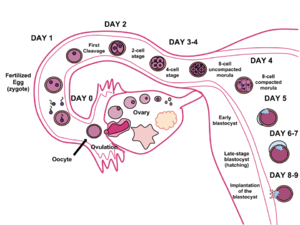 DAY 2
DAY 1
DAY 3-4
First
Cleavage
2-cell
stage
4-cell
stage
8-cell
uncompacted
morula
DAY 4
8-cell
compacted
morula
Fertilized
Egg
(zygote)
DAY 0
Ovary
DAY 5
Early
blastocyst
Ovulation
Oocyte
DAY 6-7
Late-stage
blastocyst
(hatching)
DAY 8-9
Implantation
of the
blastocyst